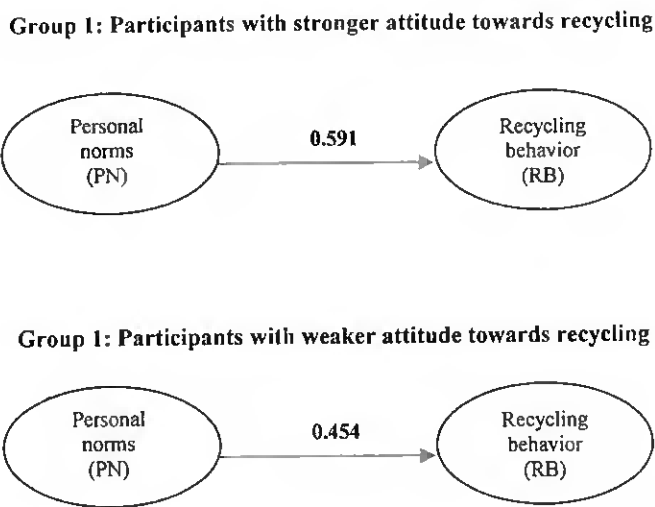 Group 1: Participants with stronger attitude towards recycling
Personal
norms
(PN)
0.591
Recycling
behavior
(RB)
Group 1: Participants with weaker attitude towards recycling
Personal
norms
(PN)
0.454
Recycling
behavior
(RB)